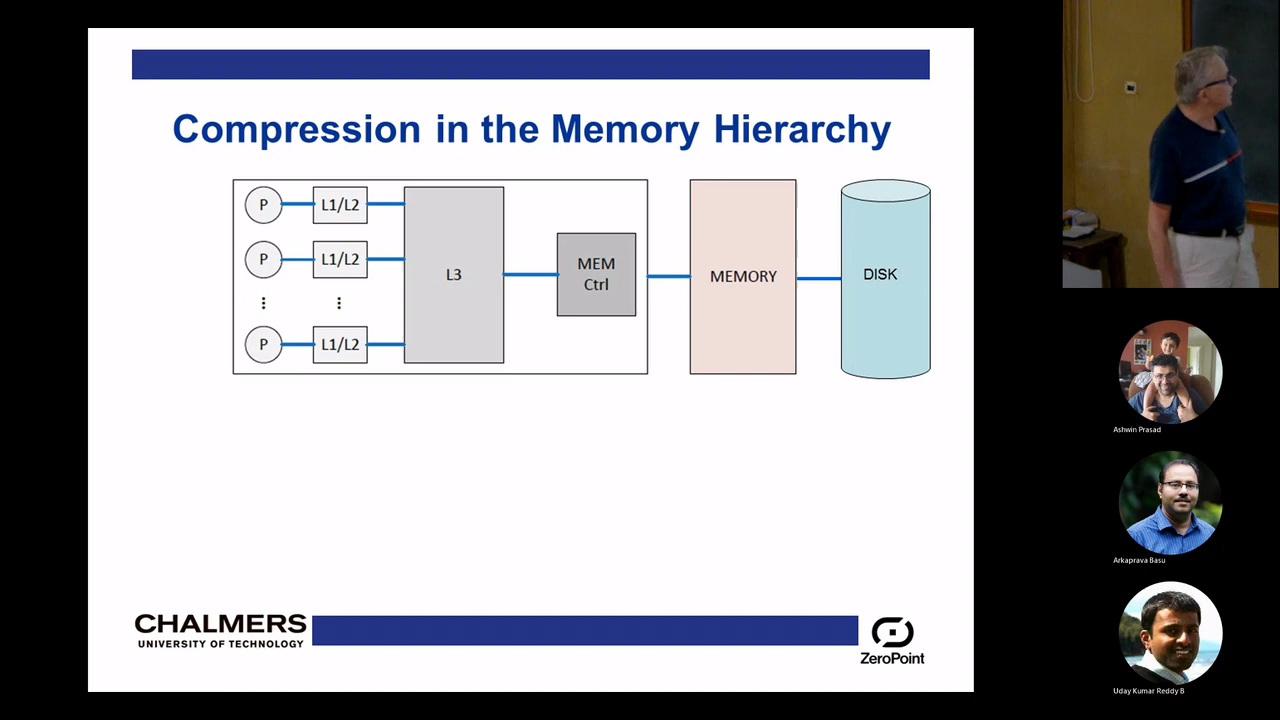 Compression in the Memory Hierarchy
P
L1/L2
P
L1/L2
P
L1/L2
L3
MEM
Ctrl
MEMORY
DISK
CHALMERS
UNIVERSITY OF TECHNOLOGY
ZeroPoint
Ashwin Prasad
Arkaprava Basu
Uday Kumar Reddy B